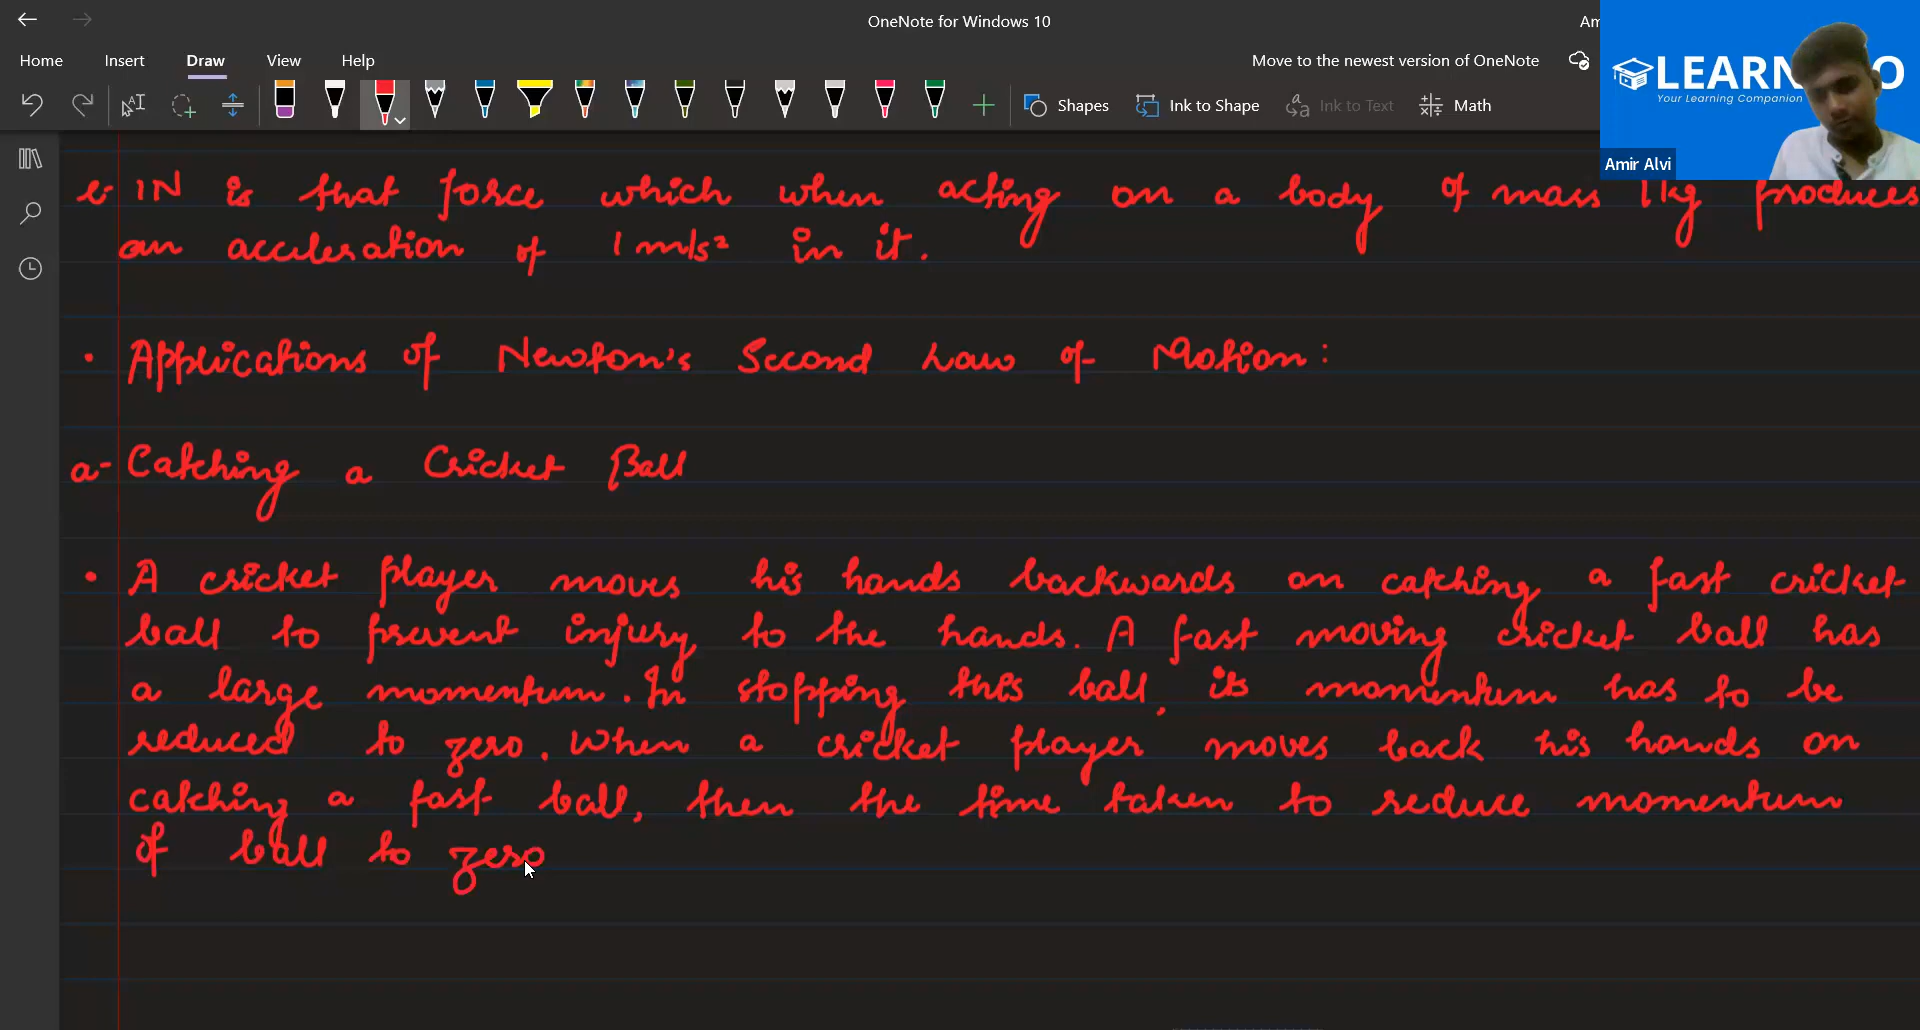 OneNote for Windows 10
Am
Home Insert Draw View Help
Move to the newest version of OneNote
LEARN O
Your Learning Companion
Shapes Ink to Shape Ink to Text Math
Amir Alvi
e- 1N is that force which when acting on a body of mass 1kg produces
an accleration of 1 m/s² in it.
• Applications of Newton's Second Law of Motion:
a- Catching a Cricket Ball
• A cricket player moves his hands backwards on catching a fast cricket
ball to prevent injury to the hands. A fast moving cricket ball has
a large momentum. In stopping this ball, its momentum has to be
reduced to zero. When a cricket player moves back his hands on
catching a fast ball, then the time taken to reduce momentum
of ball to zero